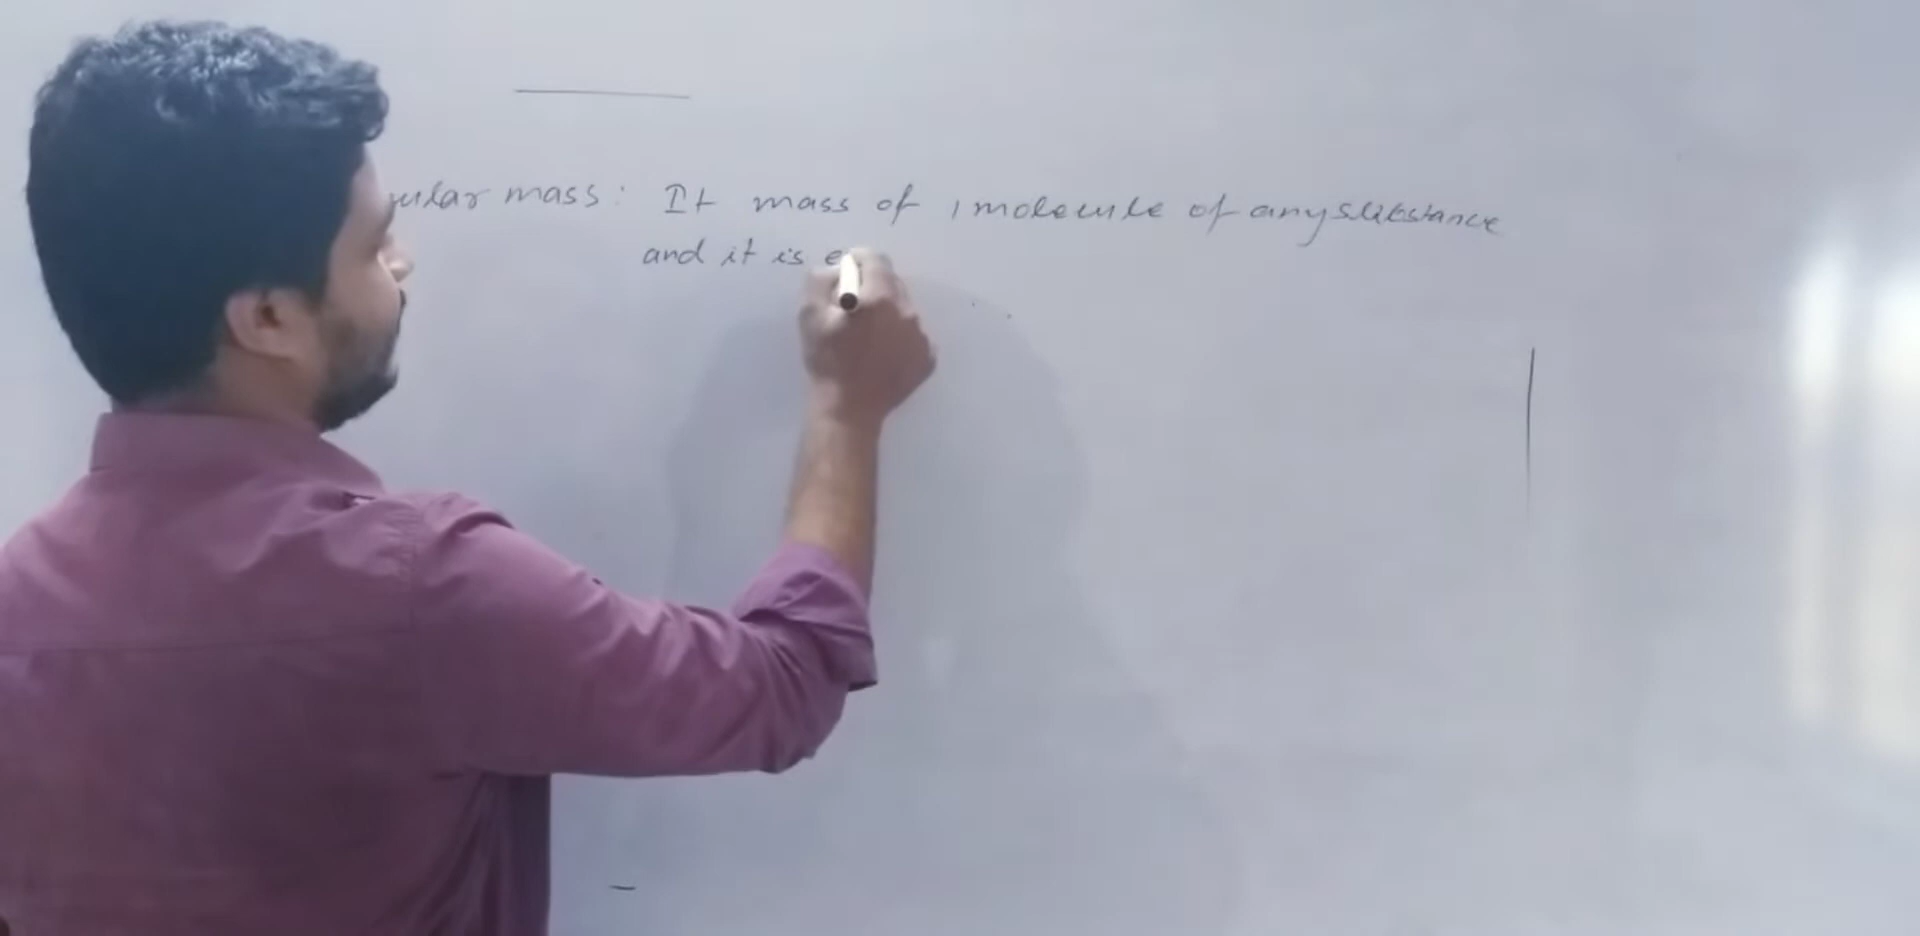 ular mass: It mass of 1 molecule of any substance
and it is e